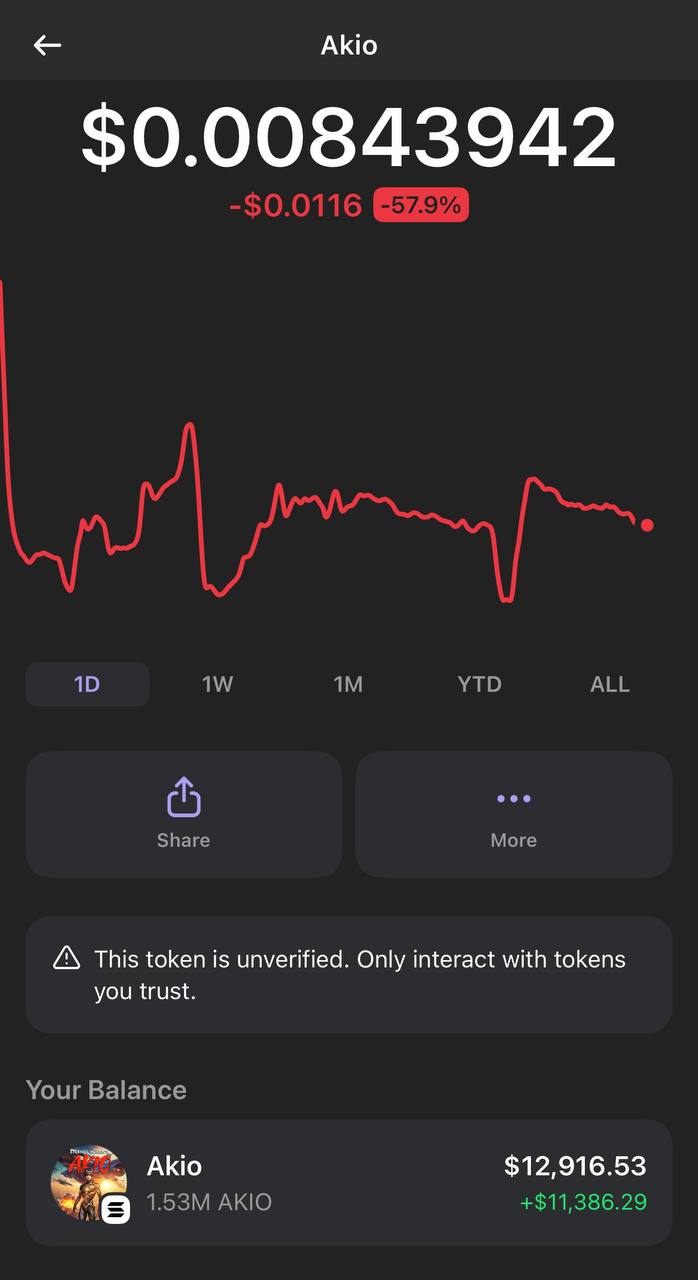 Akio
$0.00843942
-$0.0116 -57.9%
1D 1W 1M YTD ALL
Share More
This token is unverified. Only interact with tokens
you trust.
Your Balance
AKIO
Akio $12,916.53
1.53M AKIO +$11,386.29